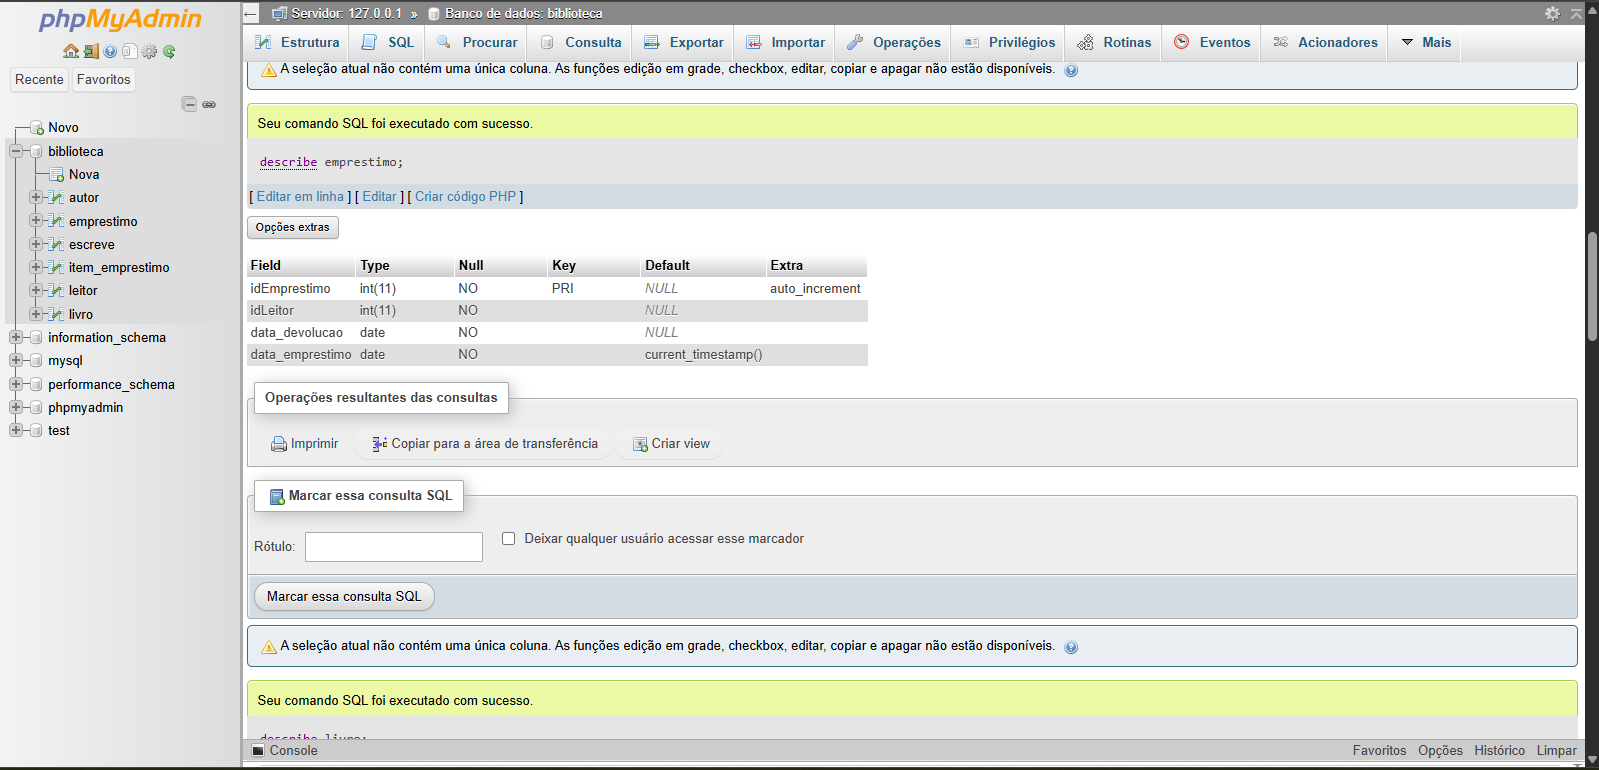 phpMyAdmin
Recente Favoritos
Novo
biblioteca
Nova
autor
emprestimo
escreve
item_emprestimo
leitor
livro
information_schema
mysql
performance_schema
phpmyadmin
test
Servidor: 127.0.0.1 » Banco de dados: biblioteca
Estrutura SQL Procurar Consulta Exportar Importar Operações Privilégios Rotinas Eventos Acionadores Mais
A seleção atual não contém uma única coluna. As funções edição em grade, checkbox, editar, copiar e apagar não estão disponíveis.
Seu comando SQL foi executado com sucesso.
describe emprestimo;
[ Editar em linha ] [ Editar ] [ Criar código PHP ]
Opções extras
Field Type Null Key Default Extra
idEmprestimo int(11) NO PRI NULL auto_increment
idLeitor int(11) NO NULL
data_devolucao date NO NULL
data_emprestimo date NO current_timestamp()
Operações resultantes das consultas
Imprimir Copiar para a área de transferência Criar view
Marcar essa consulta SQL
Rótulo: Deixar qualquer usuário acessar esse marcador
Marcar essa consulta SQL
A seleção atual não contém uma única coluna. As funções edição em grade, checkbox, editar, copiar e apagar não estão disponíveis.
Seu comando SQL foi executado com sucesso.
describe livro;
Console Favoritos Opções Histórico Limpar